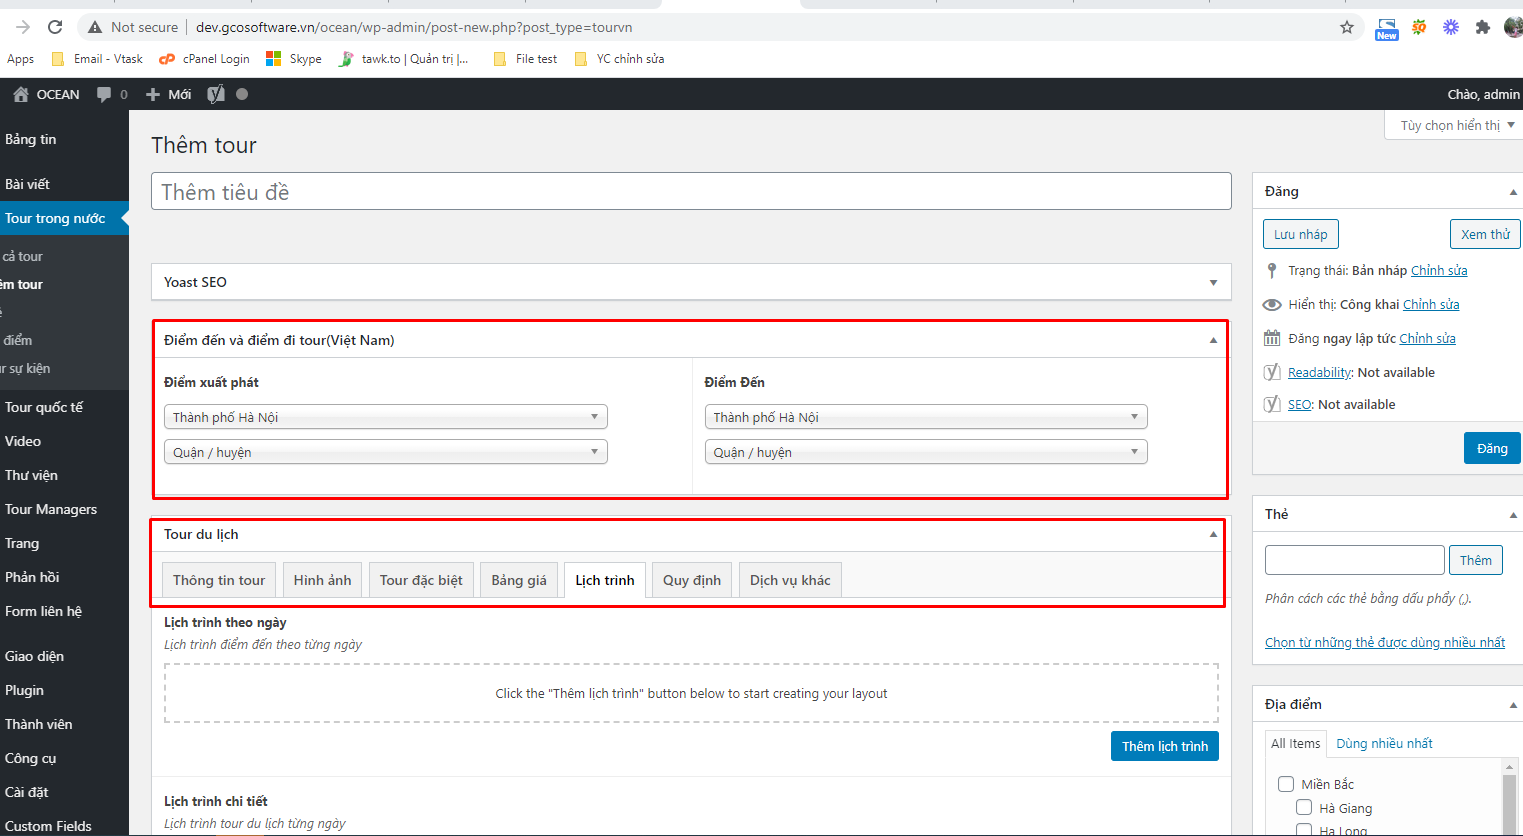 Not secure | dev.gcosoftware.vn/ocean/wp-admin/post-new.php?post_type=tourvn
New
Apps Email - Vtask cPanel Login Skype tawk.to | Quản trị |... File test YC chỉnh sửa
OCEAN 0 Mới Chào, admin
Tùy chọn hiển thị
Bảng tin
Bài viết
Tour trong nước
cả tour
êm tour
điểm
r sự kiện
Tour quốc tế
Video
Thư viện
Tour Managers
Trang
Phản hồi
Form liên hệ
Giao diện
Plugin
Thành viên
Công cụ
Cài đặt
Custom Fields
Thêm tour
Thêm tiêu đề
Yoast SEO
Điểm đến và điểm đi tour(Việt Nam)
Điểm xuất phát
Thành phố Hà Nội
Quận / huyện
Điểm Đến
Thành phố Hà Nội
Quận / huyện
Tour du lịch
Thông tin tour Hình ảnh Tour đặc biệt Bảng giá Lịch trình Quy định Dịch vụ khác
Lịch trình theo ngày
Lịch trình điểm đến theo từng ngày
Click the "Thêm lịch trình" button below to start creating your layout
Thêm lịch trình
Lịch trình chi tiết
Lịch trình tour du lịch từng ngày
Đăng
Lưu nháp Xem thử
Trạng thái: Bản nháp Chỉnh sửa
Hiển thị: Công khai Chỉnh sửa
Đăng ngay lập tức Chỉnh sửa
Readability: Not available
SEO: Not available
Đăng
Thẻ
Thêm
Phân cách các thẻ bằng dấu phẩy (,).
Chọn từ những thẻ được dùng nhiều nhất
Địa điểm
All Items Dùng nhiều nhất
Miền Bắc
Hà Giang
Hạ Long